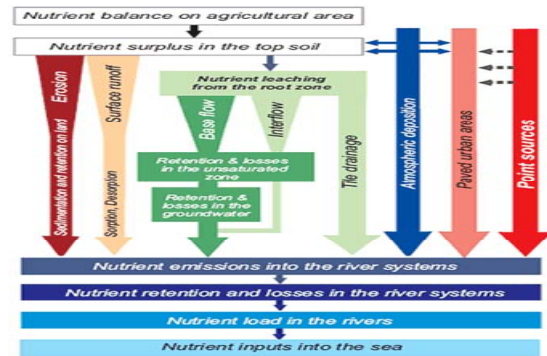 Nutrient balance on agricultural area
Nutrient surplus in the top soil
Erosion
Sedimentation and retention on land
Surface runoff
Sorption, Desorption
Nutrient leaching
from the root zone
Base flow
Interflow
Tile drainage
Retention & losses
in the unsaturated
zone
Retention &
losses in the
groundwater
Atmospheric deposition
Paved urban areas
Point sources
Nutrient emissions into the river systems
Nutrient retention and losses in the river systems
Nutrient load in the rivers
Nutrient inputs into the sea